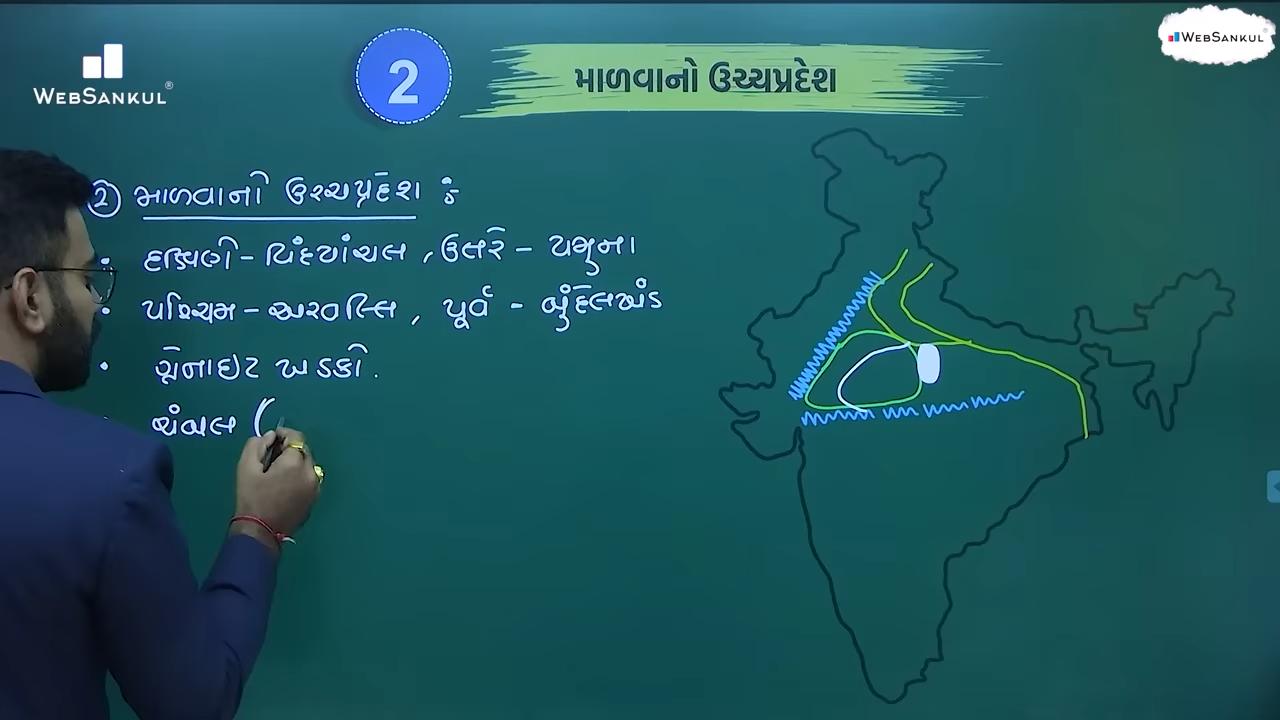 WEBSANKUL
2
માળવાનો ઉચ્ચપ્રદેશ
WEBSANKUL
② માળવાનો ઉચ્ચપ્રદેશ :
• દક્ષિણે - વિંધ્યાંચલ, ઉત્તરે - યમુના
• પશ્ચિમ - અરવલ્લિ, પૂર્વ - બુંદેલખંડ
• ગ્રેનાઇટ ખડકો.
• ચંબલ (